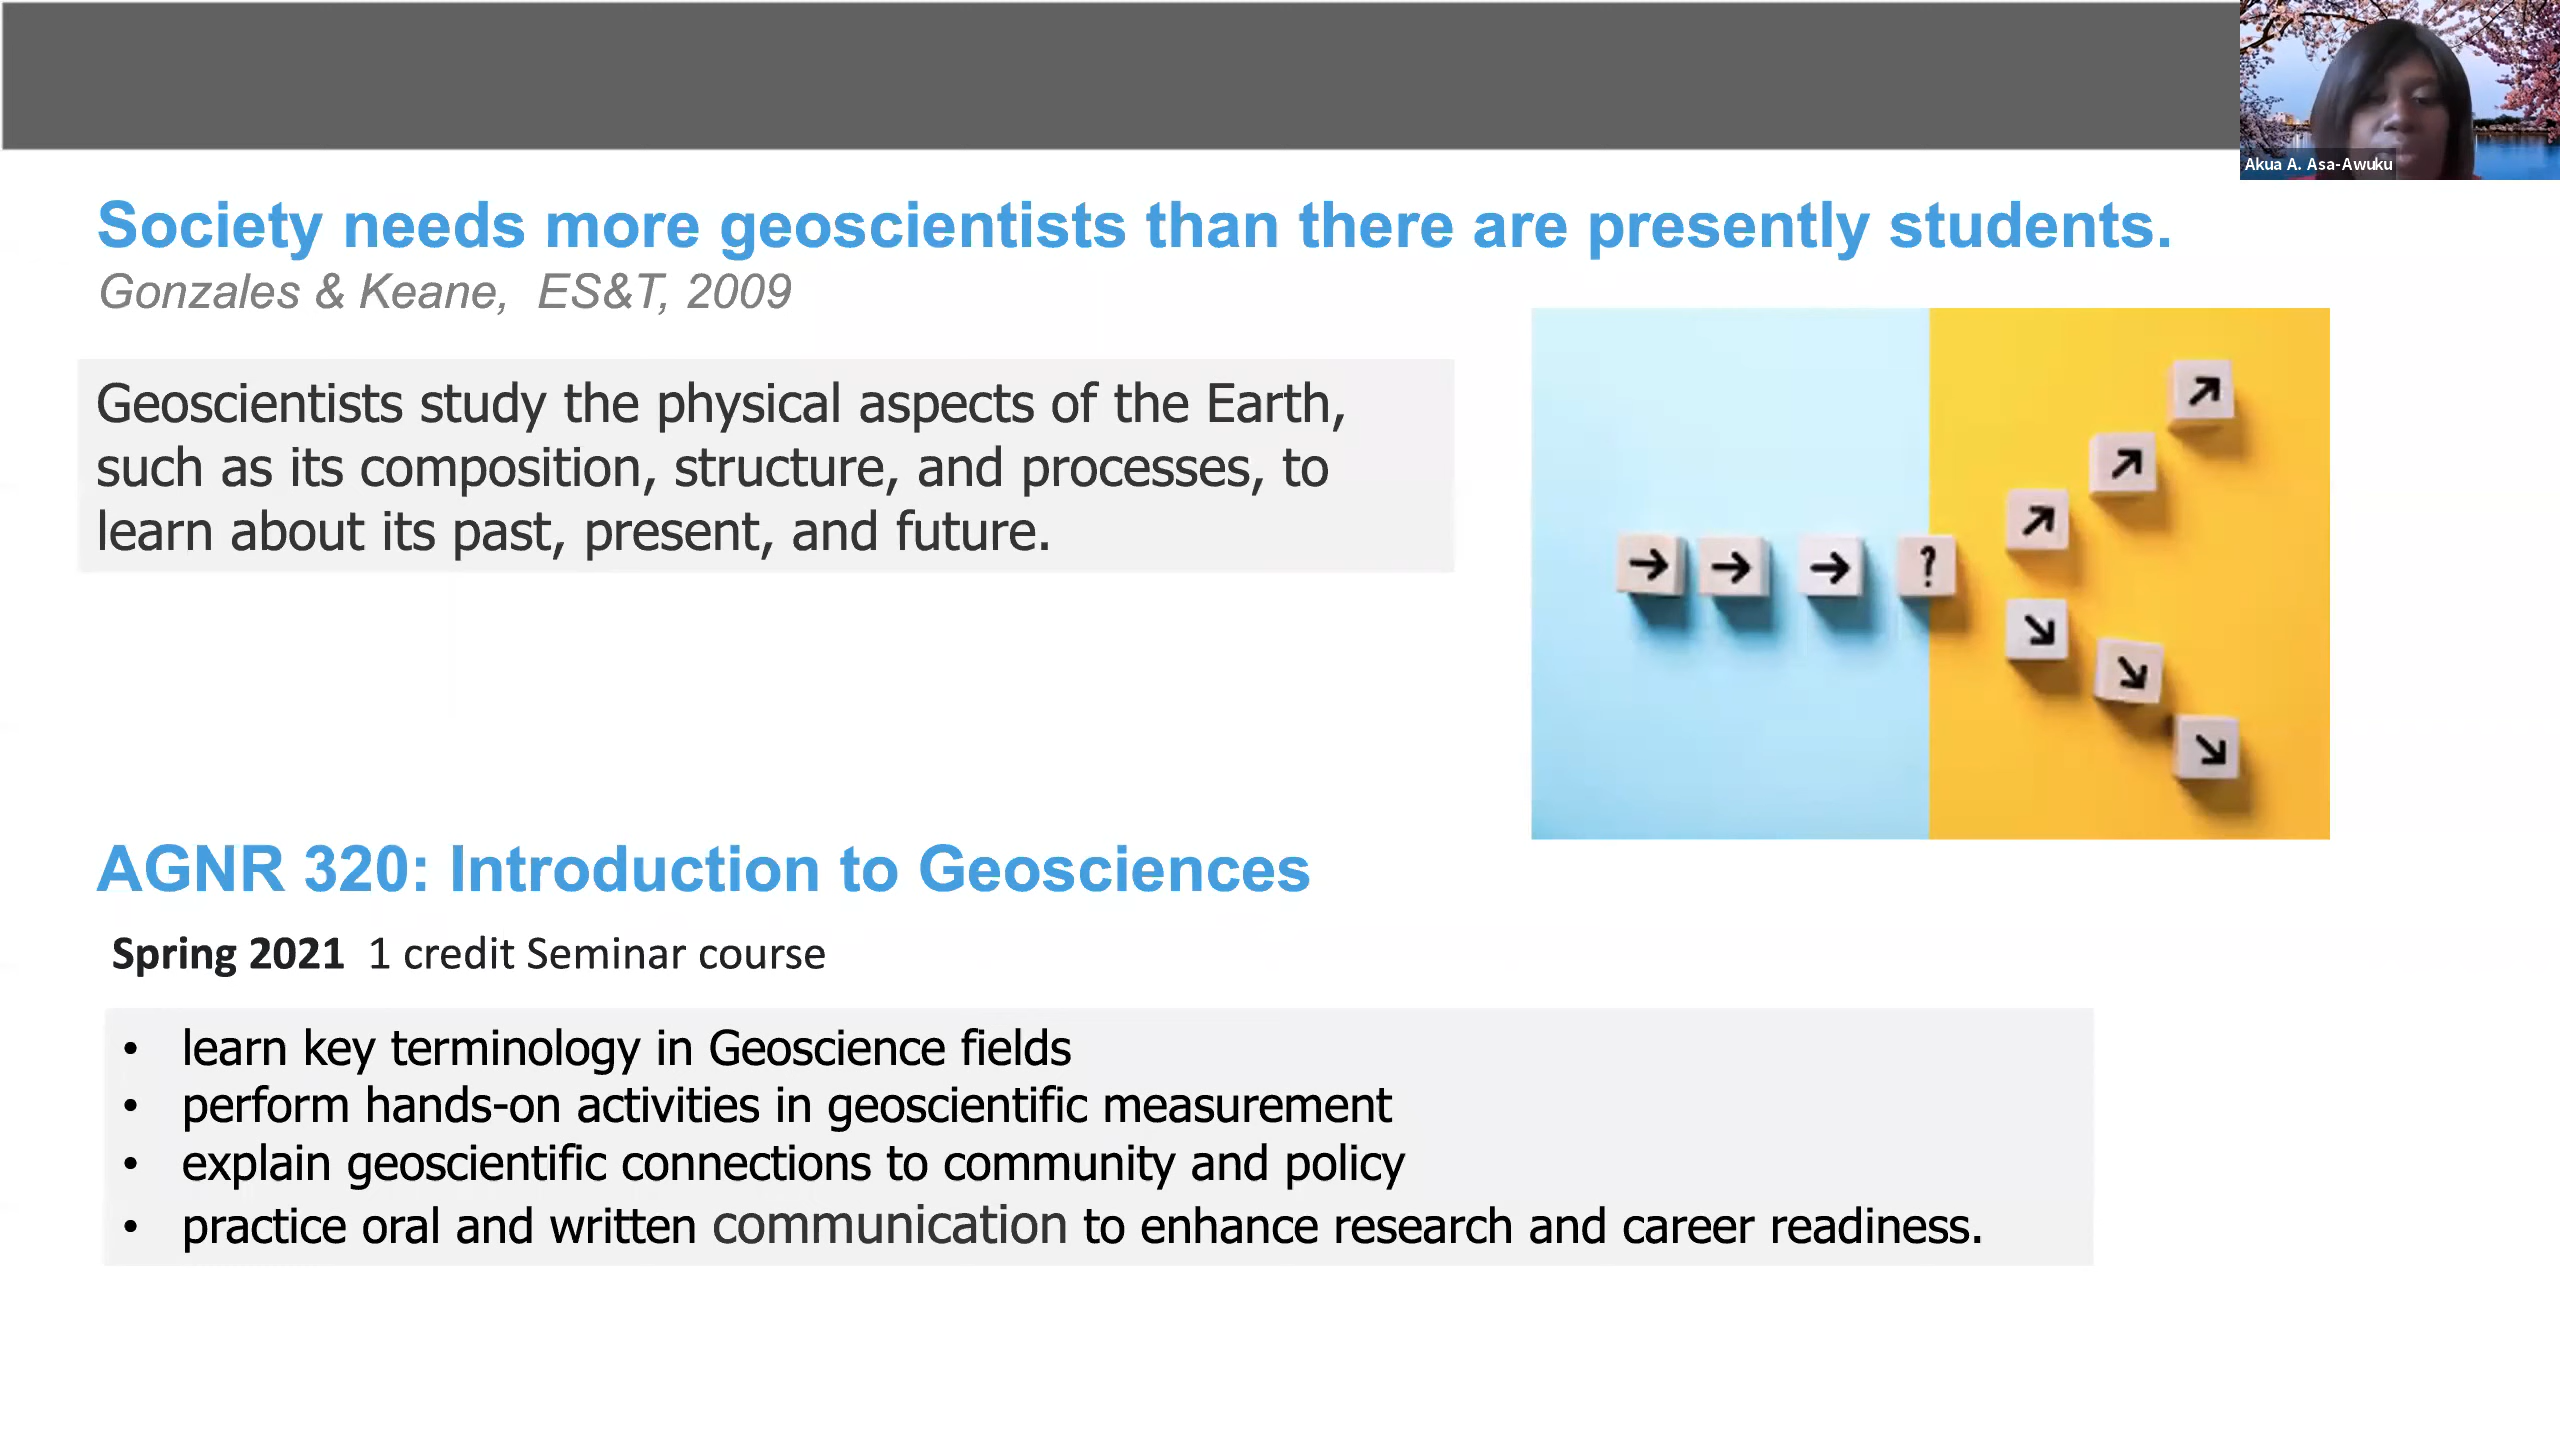 Akua A. Asa-Awuku
Society needs more geoscientists than there are presently students.
Gonzales & Keane, ES&T, 2009
Geoscientists study the physical aspects of the Earth,
such as its composition, structure, and processes, to
learn about its past, present, and future.
?
AGNR 320: Introduction to Geosciences
Spring 2021 1 credit Seminar course
• learn key terminology in Geoscience fields
• perform hands-on activities in geoscientific measurement
• explain geoscientific connections to community and policy
• practice oral and written communication to enhance research and career readiness.